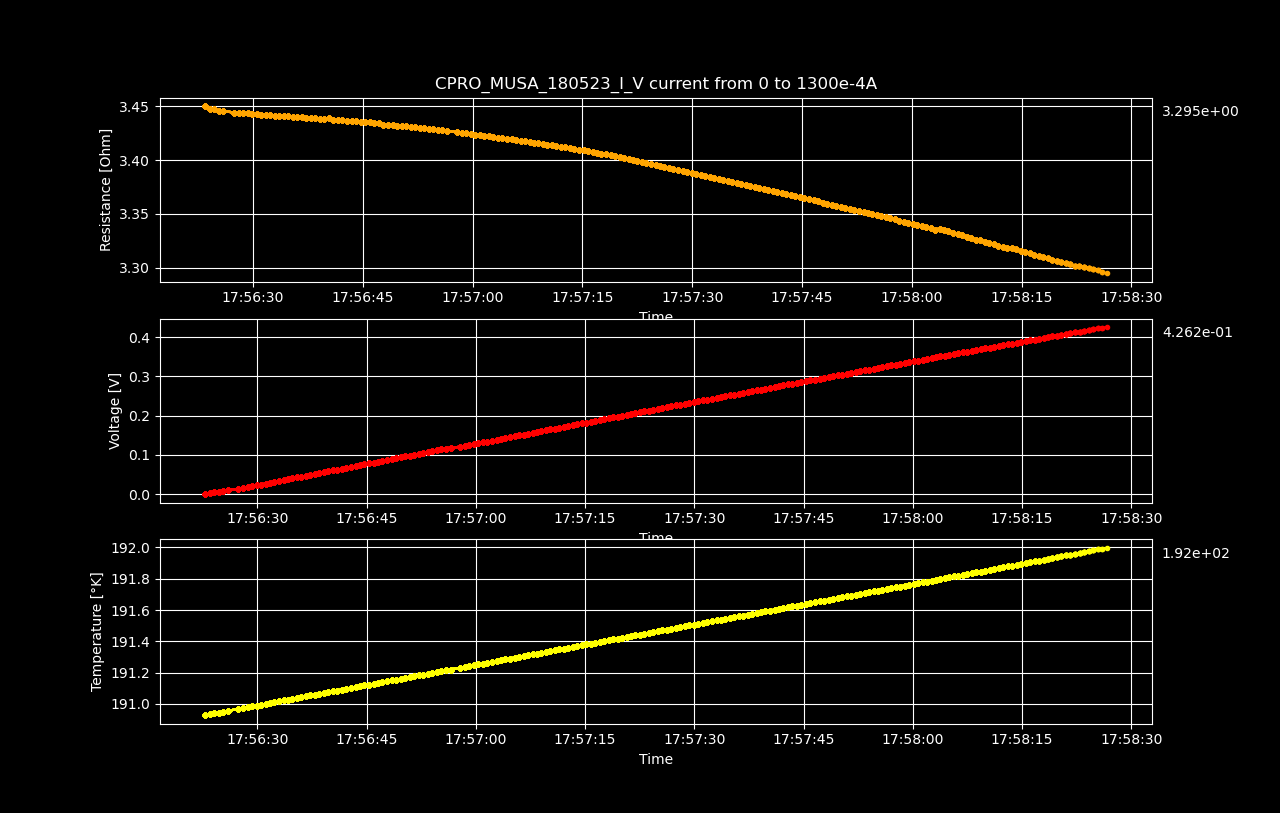 CPRO_MUSA_180523_I_V current from 0 to 1300e-4A
3.45
3.40
3.35
3.30
Resistance [Ohm]
3.295e+00
17:56:30 17:56:45 17:57:00 17:57:15 17:57:30 17:57:45 17:58:00 17:58:15 17:58:30
Time
0.4
0.3
0.2
0.1
0.0
Voltage [V]
4.262e-01
17:56:30 17:56:45 17:57:00 17:57:15 17:57:30 17:57:45 17:58:00 17:58:15 17:58:30
Time
192.0
191.8
191.6
191.4
191.2
191.0
Temperature [°K]
1.92e+02
17:56:30 17:56:45 17:57:00 17:57:15 17:57:30 17:57:45 17:58:00 17:58:15 17:58:30
Time